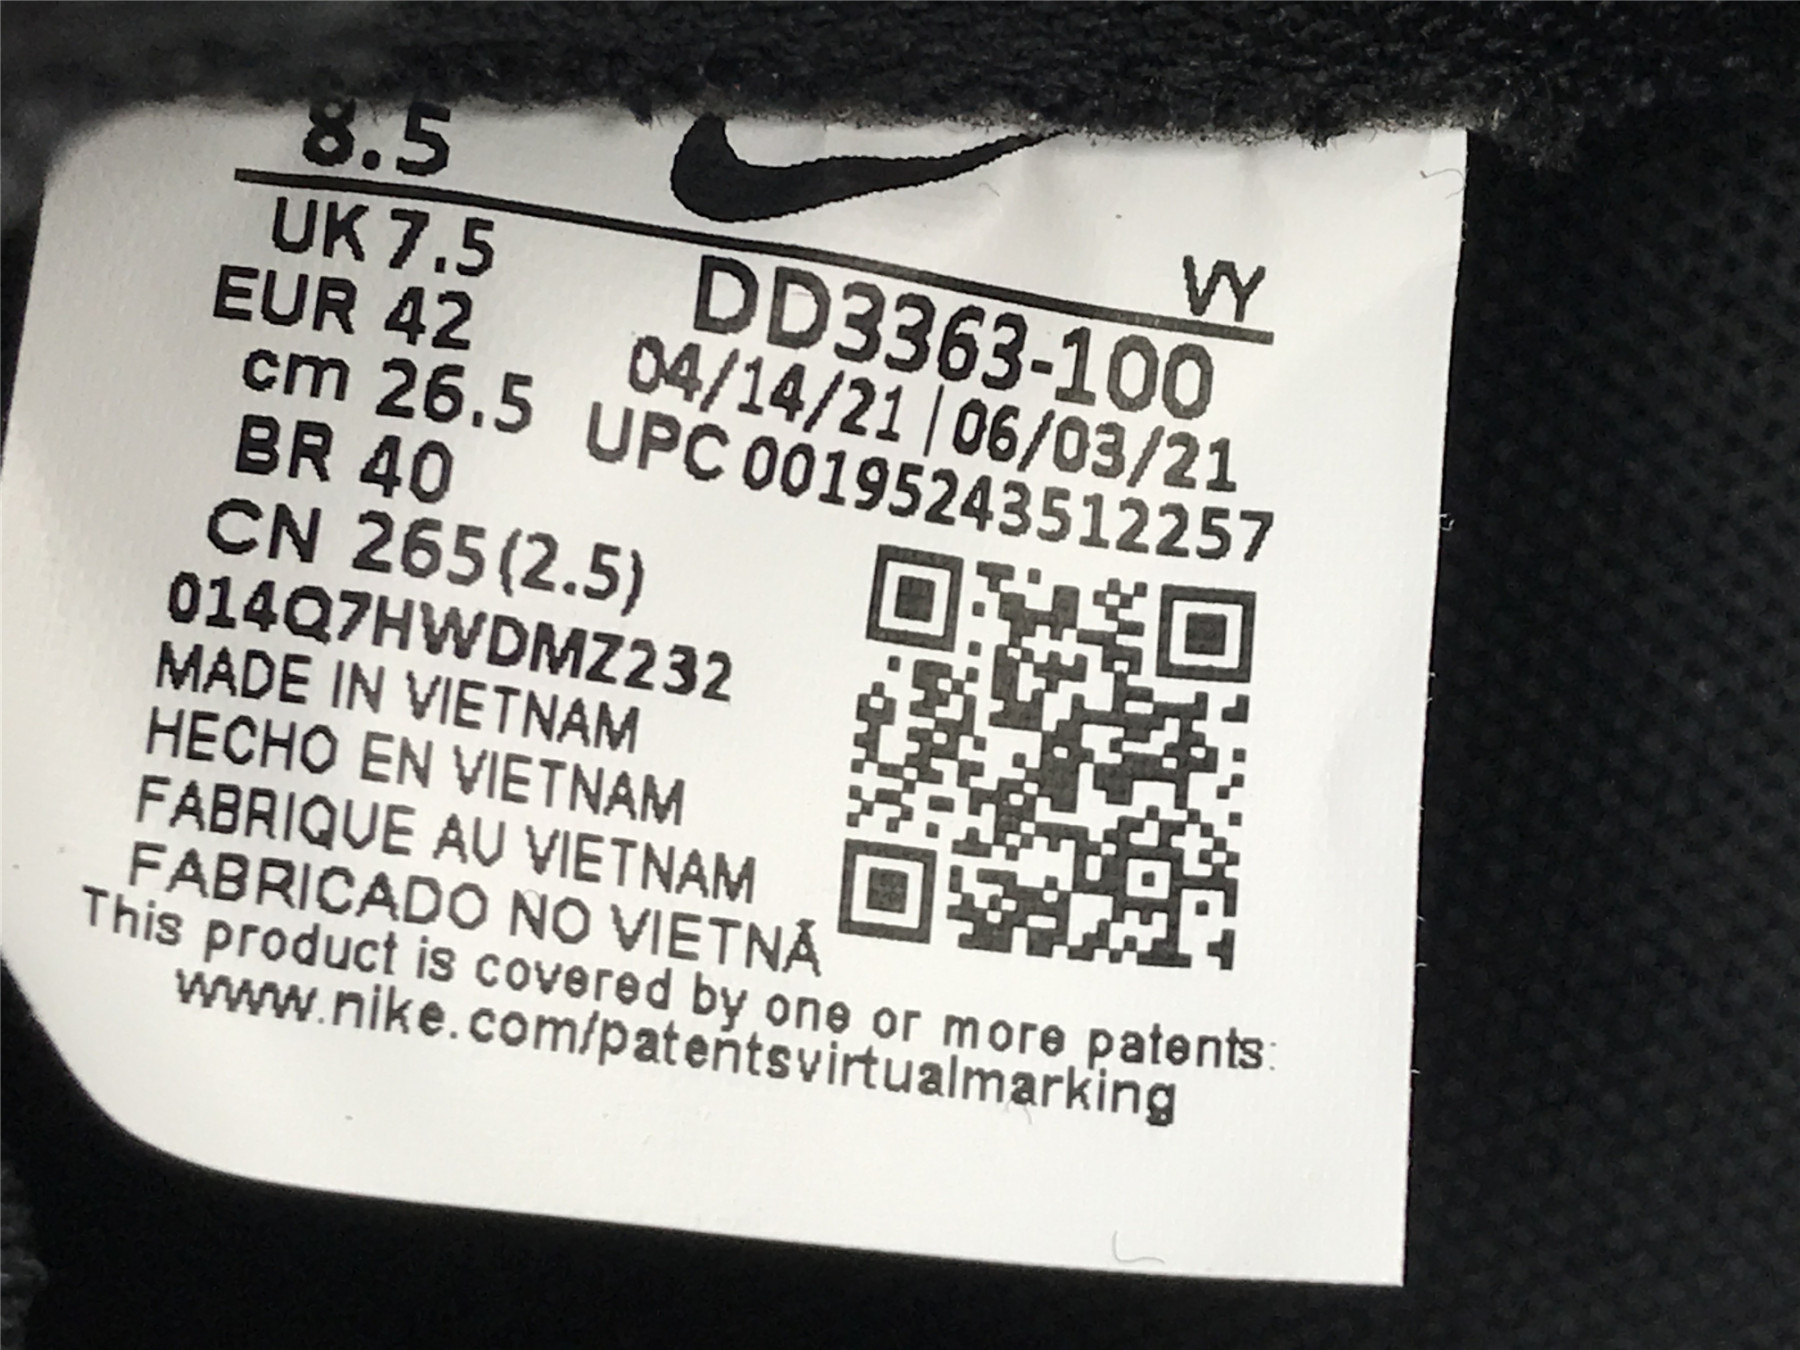 8.5
UK 7.5
EUR 42
cm 26.5
BR 40
CN 265(2.5)
014Q7HWDMZ232
MADE IN VIETNAM
HECHO EN VIETNAM
FABRIQUE AU VIETNAM
FABRICADO NO VIETNÃ
VY
DD3363-100
04/14/21 | 06/03/21
UPC 00195243512257
This product is covered by one or more patents:
www.nike.com/patentsvirtualmarking